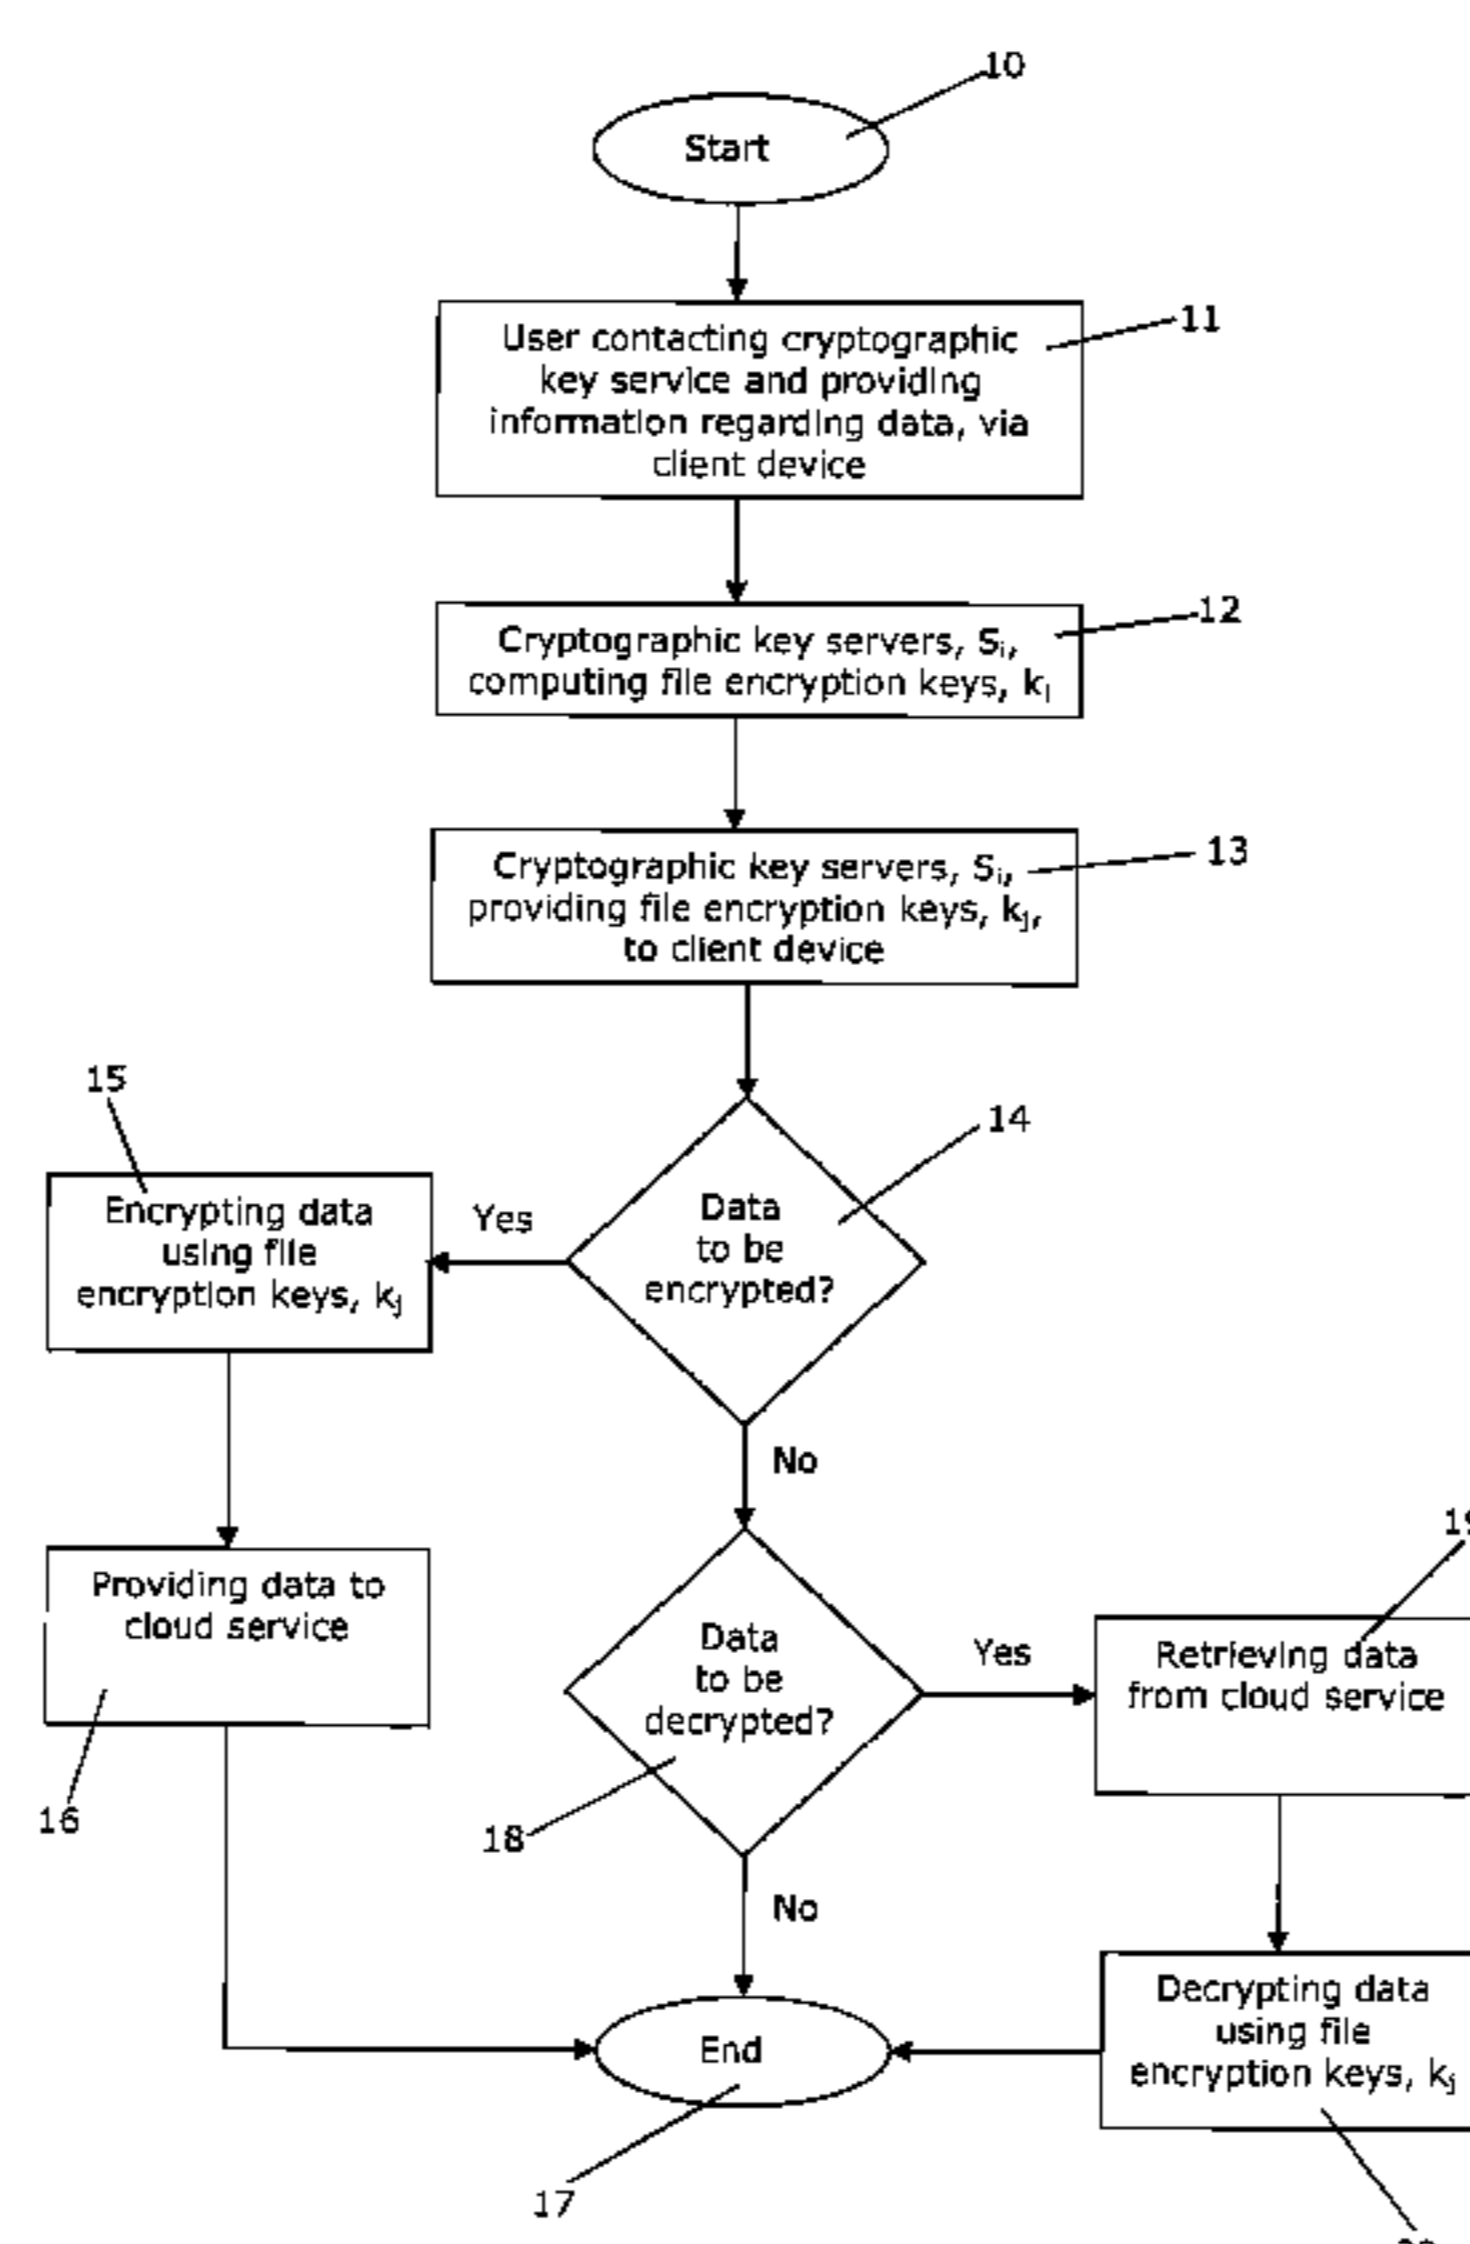 10
Start
11
User contacting cryptographic
key service and providing
information regarding data, via
client device
12
Cryptographic key servers, Si,
computing file encryption keys, kj
13
Cryptographic key servers, Si,
providing file encryption keys, kj,
to client device
15
14
Encrypting data
using file
encryption keys, kj
Yes
Data
to be
encrypted?
No
Providing data to
cloud service
16
Data
to be
decrypted?
18
Yes
Retrieving data
from cloud service
No
End
17
Decrypting data
using file
encryption keys, kj